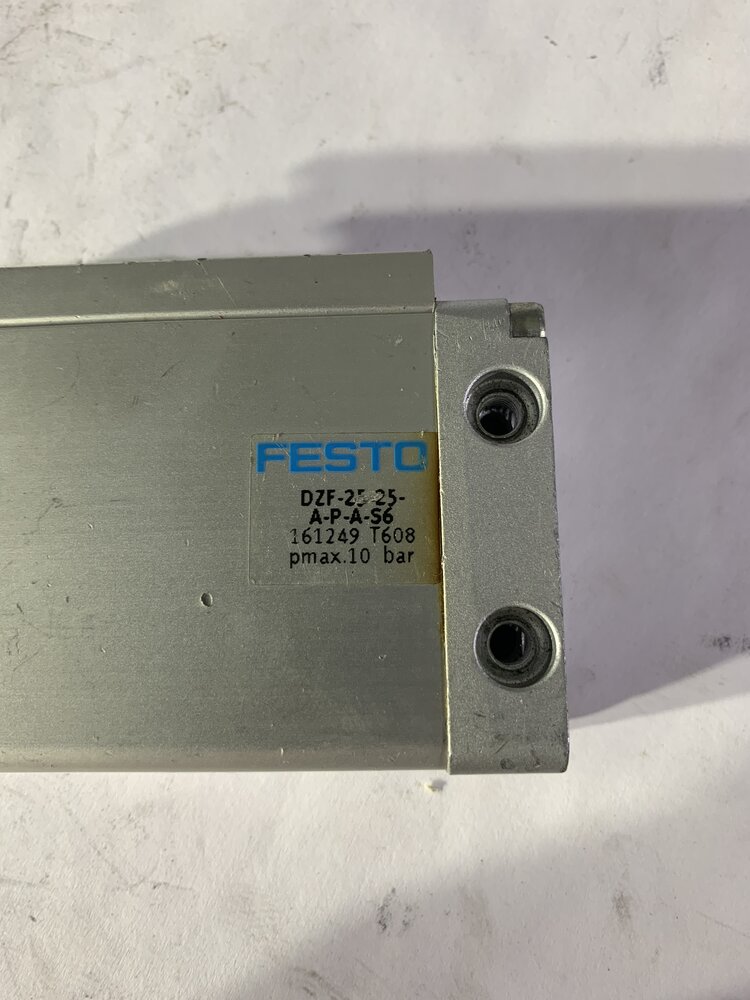 FESTO
DZF-25-25-
A-P-A-S6
161249 T608
pmax.10 bar